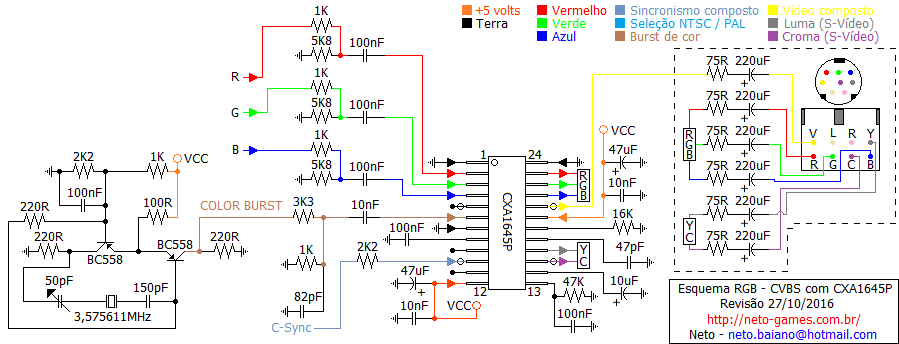 +5 volts
Vermelho
Sincronismo composto
Vídeo composto
Terra
Verde
Seleção NTSC / PAL
Luma (S-Vídeo)
Azul
Burst de cor
Croma (S-Vídeo)
1K
5K8
100nF
R
1K
5K8
100nF
G
1K
5K8
100nF
B
2K2
1K
VCC
100nF
100R
220R
220R
BC558
BC558
220R
50pF
150pF
3,575611MHz
COLOR BURST
3K3
10nF
1K
2K2
82pF
C-Sync
100nF
47uF
+
10nF
VCC
1
24
12
13
CXA1645P
RGB
YC
VCC
47uF
+
10nF
16K
47pF
10uF
+
47K
100nF
75R
220uF
+
75R
220uF
+
75R
220uF
+
75R
220uF
+
75R
220uF
+
75R
220uF
+
RGB
YC
V L R Y
R G C B
Esquema RGB - CVBS com CXA1645P
Revisão 27/10/2016
http://neto-games.com.br/
Neto - neto.baiano@hotmail.com